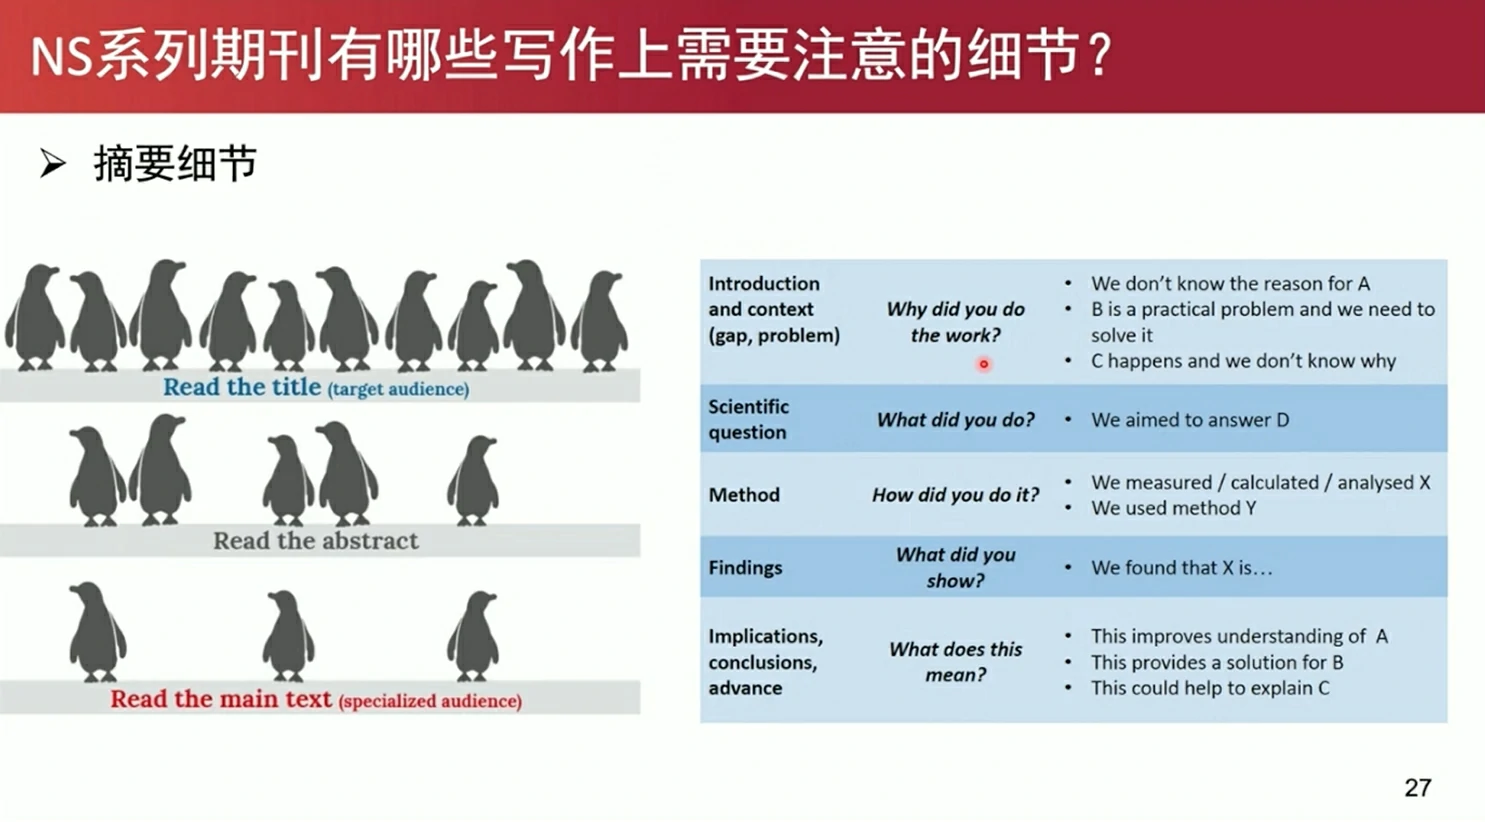 NS系列期刊有哪些写作上需要注意的细节？
➢ 摘要细节
Read the title (target audience)
Read the abstract
Read the main text (specialized audience)
Introduction
and context
(gap, problem)
Why did you do
the work?
• We don’t know the reason for A
• B is a practical problem and we need to
solve it
• C happens and we don’t know why
Scientific
question
What did you do?
• We aimed to answer D
Method
How did you do it?
• We measured / calculated / analysed X
• We used method Y
Findings
What did you
show?
• We found that X is…
Implications,
conclusions,
advance
What does this
mean?
• This improves understanding of A
• This provides a solution for B
• This could help to explain C
27